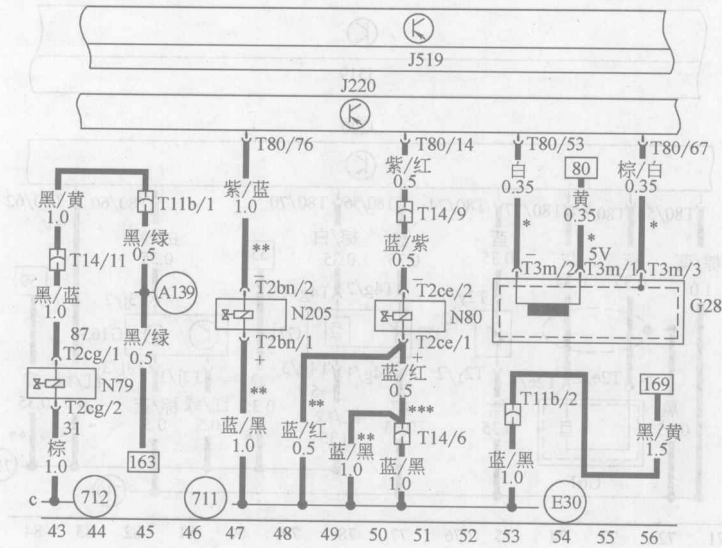 J519
J220
T80/76
T80/14
T80/53
T80/67
紫/蓝
1.0
紫/红
0.5
白
0.35
80
黄
0.35
棕/白
0.35
黑/黄
1.0
T11b/1
T14/9
黑/绿
0.5
**
蓝/紫
0.5
*
*
5V
*
T14/11
−
T3m/2
T3m/1
T3m/3
黑/蓝
1.0
A139
T2bn/2
T2ce/2
G28
N205
N80
87
黑/绿
0.5
T2cg/1
T2bn/1
+
T2ce/1
+
N79
蓝/红
0.5
169
T2cg/2
31
**
**
***
T11b/2
蓝/黑
1.0
蓝/红
0.5
**
蓝/黑
1.0
T14/6
黑/黄
1.5
棕
1.0
163
蓝/黑
1.0
蓝/黑
1.0
c
712
711
E30
43 44 45 46 47 48 49 50 51 52 53 54 55 56